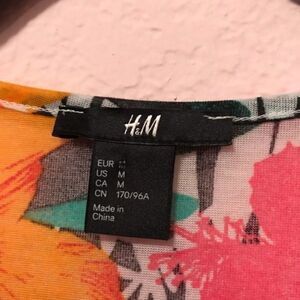 H&M
EUR M
US M
CA M
CN 170/96A
Made in
China